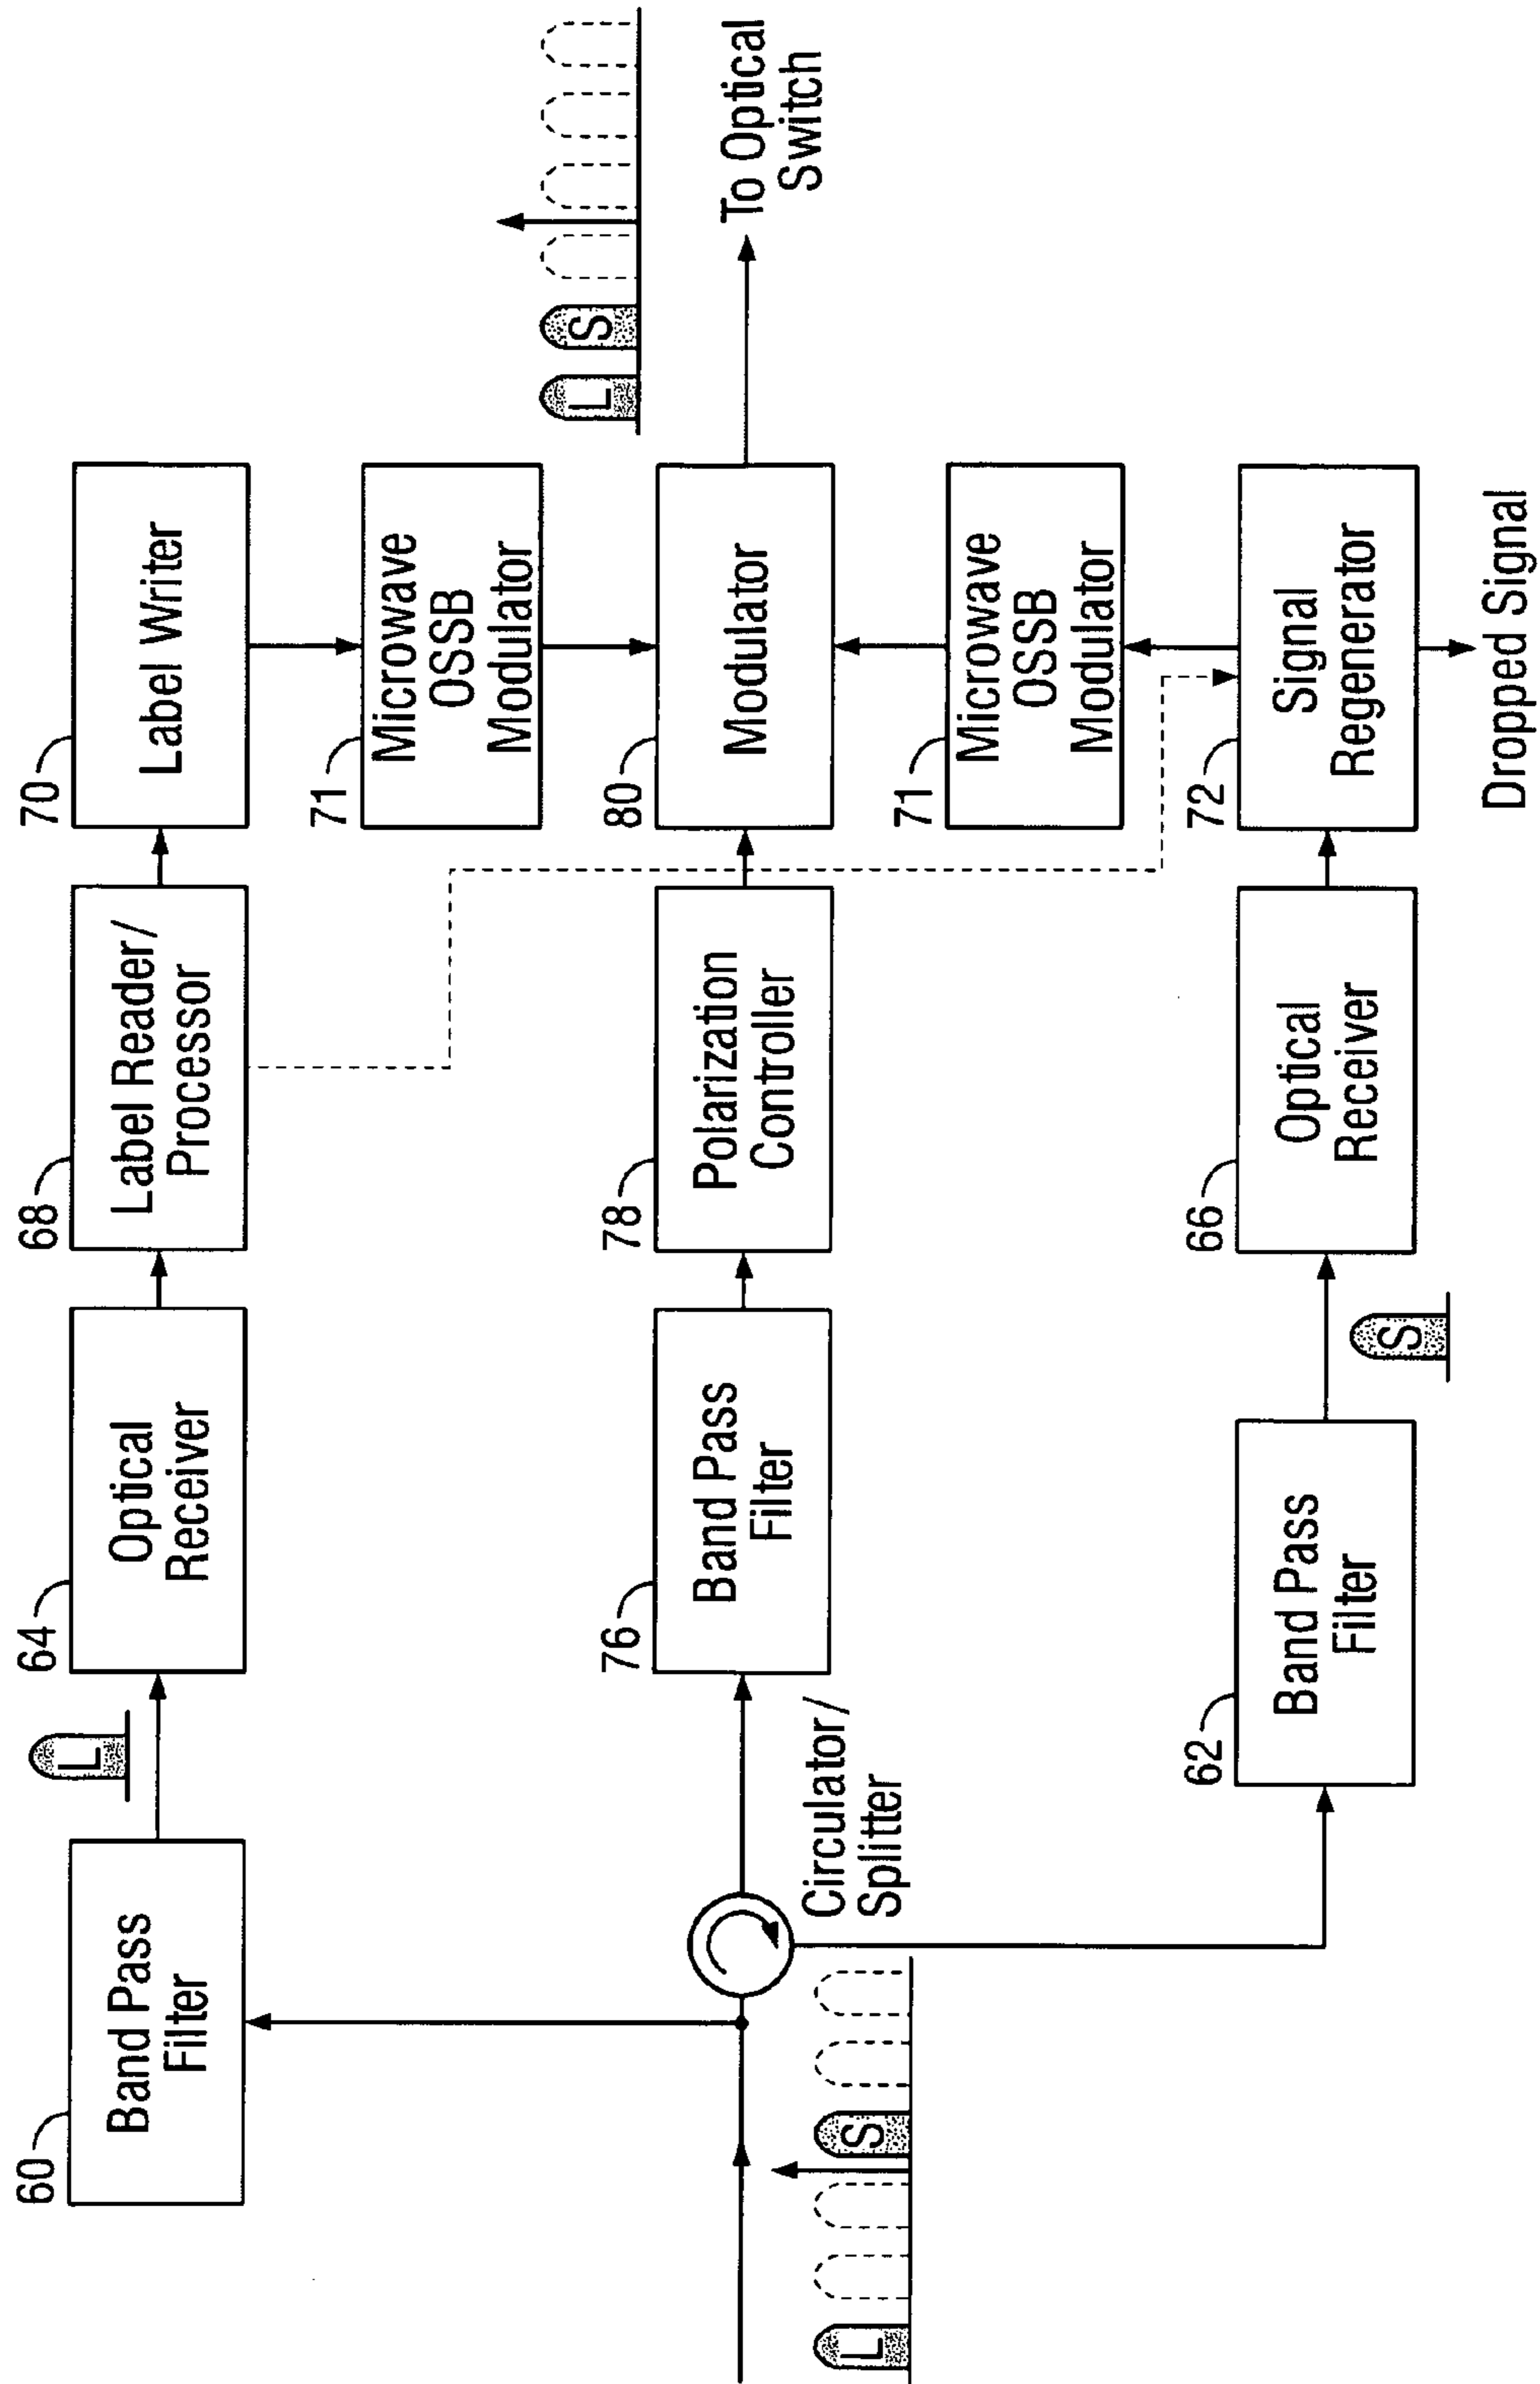 60
Band Pass
Filter
L
64
Optical
Receiver
68
Label Reader/
Processor
70
Label Writer
71
Microwave
OSSB
Modulator
L
S
L
S
Circulator/
Splitter
76
Band Pass
Filter
78
Polarization
Controller
80
Modulator
To Optical
Switch
71
Microwave
OSSB
Modulator
62
Band Pass
Filter
S
66
Optical
Receiver
72
Signal
Regenerator
Dropped Signal